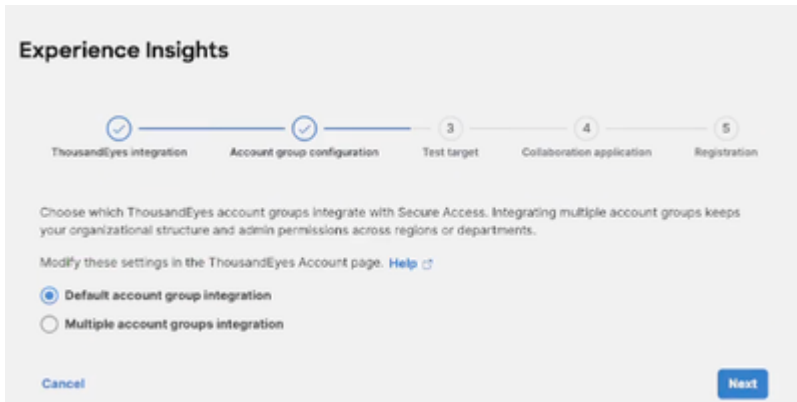 Experience Insights
3 4 5
ThousandEyes integration Account group configuration Test target Collaboration application Registration
Choose which ThousandEyes account groups integrate with Secure Access. Integrating multiple account groups keeps
your organizational structure and admin permissions across regions or departments.
Modify these settings in the ThousandEyes Account page. Help
Default account group integration
Multiple account groups integration
Cancel Next